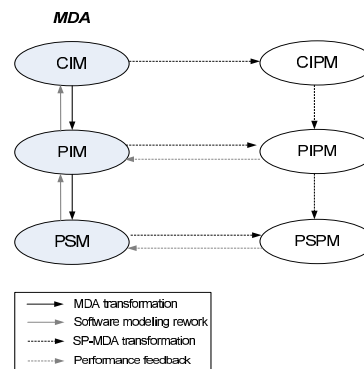 MDA
CIM CIPM
PIM PIPM
PSM PSPM
MDA transformation
Software modeling rework
SP-MDA transformation
Performance feedback